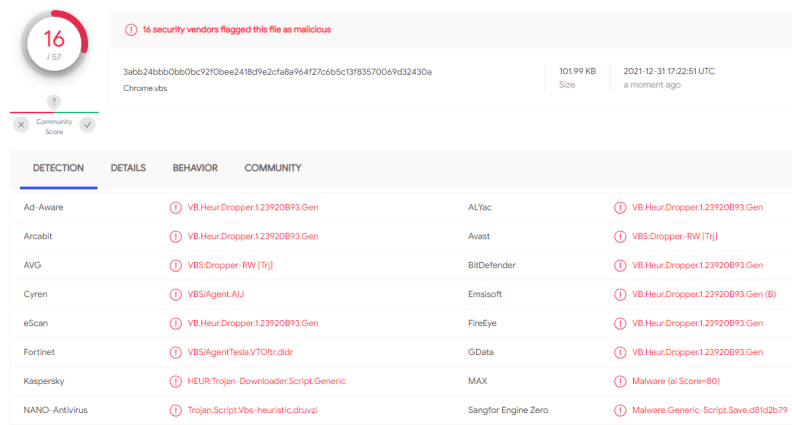 16
/ 57
16 security vendors flagged this file as malicious
3abb24bbb0bb0bc92f0bee2418d9e2cfa8a964f27c6b5c13f83570069d32430a
Chrome.vbs
101.99 KB
Size
2021-12-31 17:22:51 UTC
a moment ago
?
Community
Score
DETECTION DETAILS BEHAVIOR COMMUNITY
Ad-Aware VB.Heur.Dropper.1.23920B93.Gen ALYac VB.Heur.Dropper.1.23920B93.Gen
Arcabit VB.Heur.Dropper.1.23920B93.Gen Avast VBS:Dropper-RW [Trj]
AVG VBS:Dropper-RW [Trj] BitDefender VB.Heur.Dropper.1.23920B93.Gen
Cyren VBS/Agent.AIJ Emsisoft VB.Heur.Dropper.1.23920B93.Gen (B)
eScan VB.Heur.Dropper.1.23920B93.Gen FireEye VB.Heur.Dropper.1.23920B93.Gen
Fortinet VBS/AgentTesla.VTO!tr.dldr GData VB.Heur.Dropper.1.23920B93.Gen
Kaspersky HEUR:Trojan-Downloader.Script.Generic MAX Malware (ai Score=80)
NANO-Antivirus Trojan.Script.Vbs-heuristic.druvzi Sangfor Engine Zero Malware.Generic-Script.Save.d81d2b79